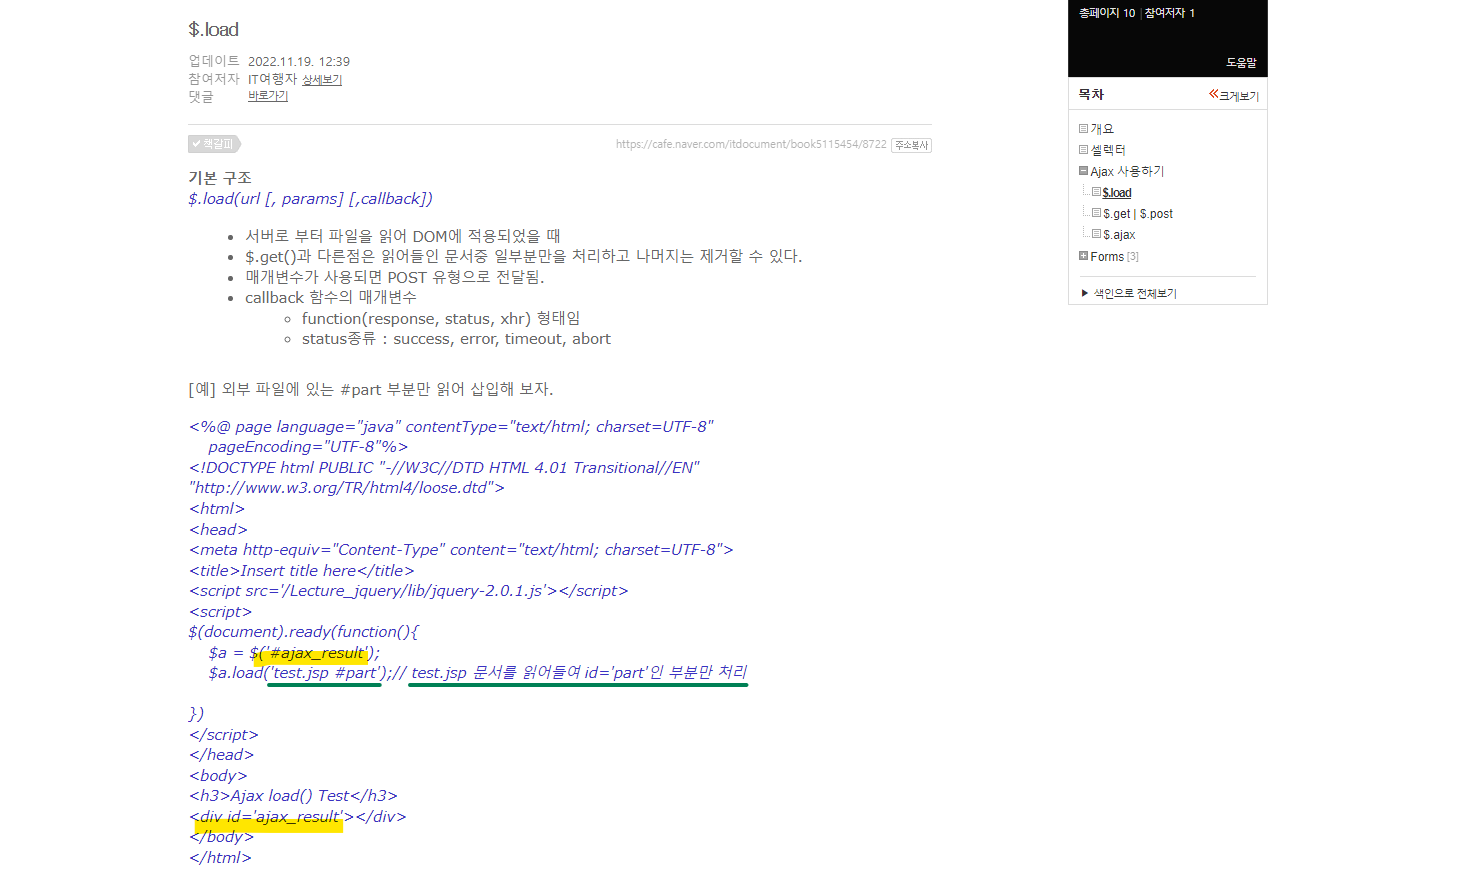 $.load
업데이트 2022.11.19. 12:39
참여저자 IT여행자 상세보기
댓글 바로가기
책갈피
https://cafe.naver.com/itdocument/book5115454/8722 주소복사
기본 구조
$.load(url [, params] [,callback])
서버로 부터 파일을 읽어 DOM에 적용되었을 때
$.get()과 다른점은 읽어들인 문서중 일부분만을 처리하고 나머지는 제거할 수 있다.
매개변수가 사용되면 POST 유형으로 전달됨.
callback 함수의 매개변수
function(response, status, xhr) 형태임
status종류 : success, error, timeout, abort
[예] 외부 파일에 있는 #part 부분만 읽어 삽입해 보자.
<%@ page language="java" contentType="text/html; charset=UTF-8"
pageEncoding="UTF-8"%>
<!DOCTYPE html PUBLIC "-//W3C//DTD HTML 4.01 Transitional//EN"
"http://www.w3.org/TR/html4/loose.dtd">
<html>
<head>
<meta http-equiv="Content-Type" content="text/html; charset=UTF-8">
<title>Insert title here</title>
<script src='/Lecture_jquery/lib/jquery-2.0.1.js'></script>
<script>
$(document).ready(function(){
$a = $('#ajax_result');
$a.load('test.jsp #part');// test.jsp 문서를 읽어들여 id='part'인 부분만 처리
})
</script>
</head>
<body>
<h3>Ajax load() Test</h3>
<div id='ajax_result'></div>
</body>
</html>
총페이지 10 | 참여저자 1
도움말
목차 크게보기
개요
셀렉터
Ajax 사용하기
$.load
$.get | $.post
$.ajax
Forms [3]
색인으로 전체보기